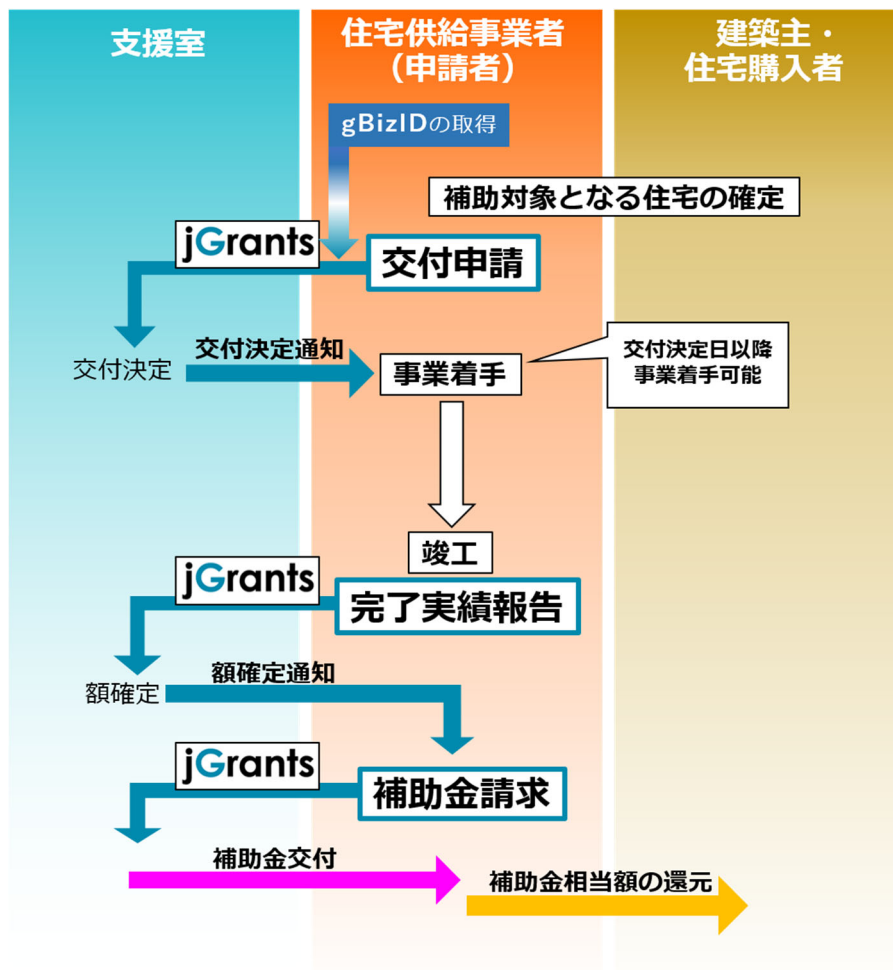 支援室
住宅供給事業者
（申請者）
建築主・
住宅購入者
gBizIDの取得
補助対象となる住宅の確定
jGrants
交付申請
交付決定
交付決定通知
事業着手
交付決定日以降
事業着手可能
竣工
jGrants
完了実績報告
額確定
額確定通知
jGrants
補助金請求
補助金交付
補助金相当額の還元